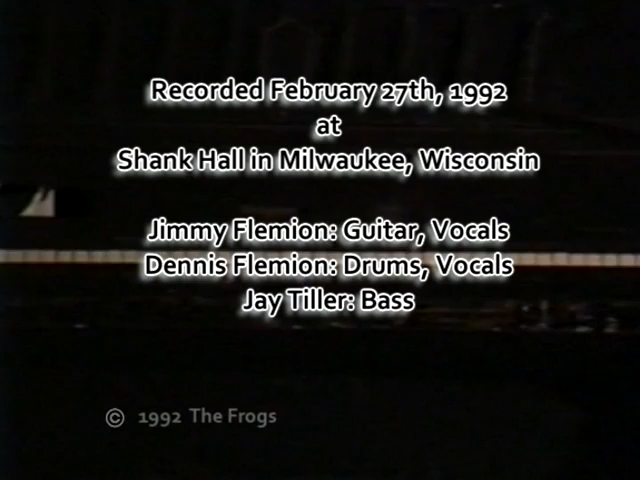 Recorded February 27th, 1992
at
Shank Hall in Milwaukee, Wisconsin
Jimmy Flemion: Guitar, Vocals
Dennis Flemion: Drums, Vocals
Jay Tiller: Bass
© 1992 The Frogs